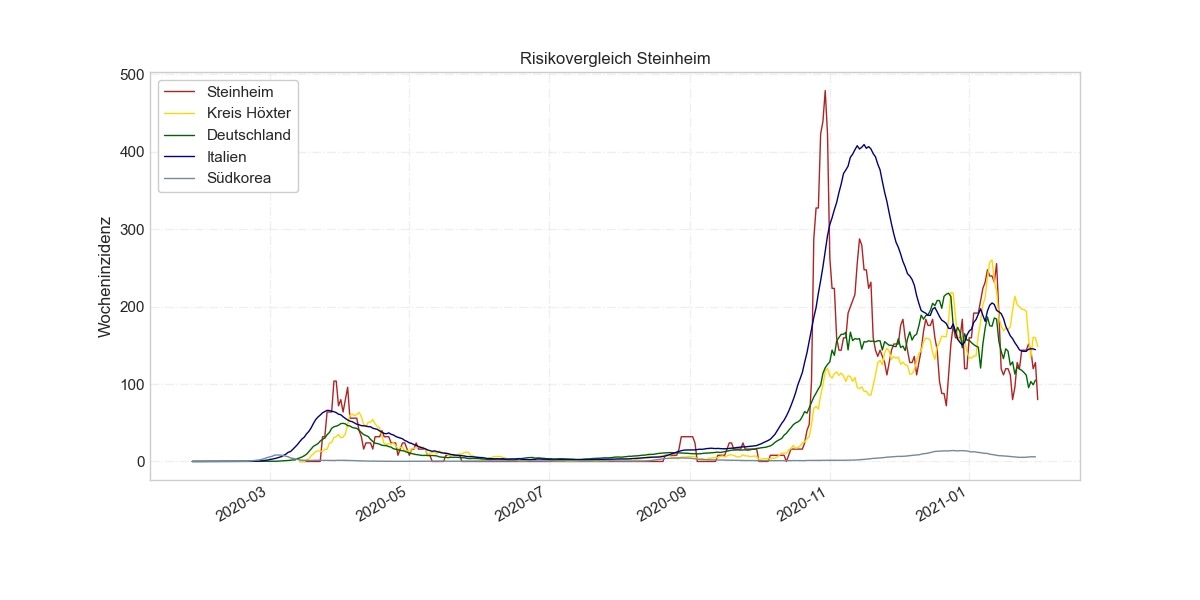 Risikovergleich Steinheim
Wocheninzidenz
500
400
300
200
100
0
Steinheim
Kreis Höxter
Deutschland
Italien
Südkorea
2020-03
2020-05
2020-07
2020-09
2020-11
2021-01